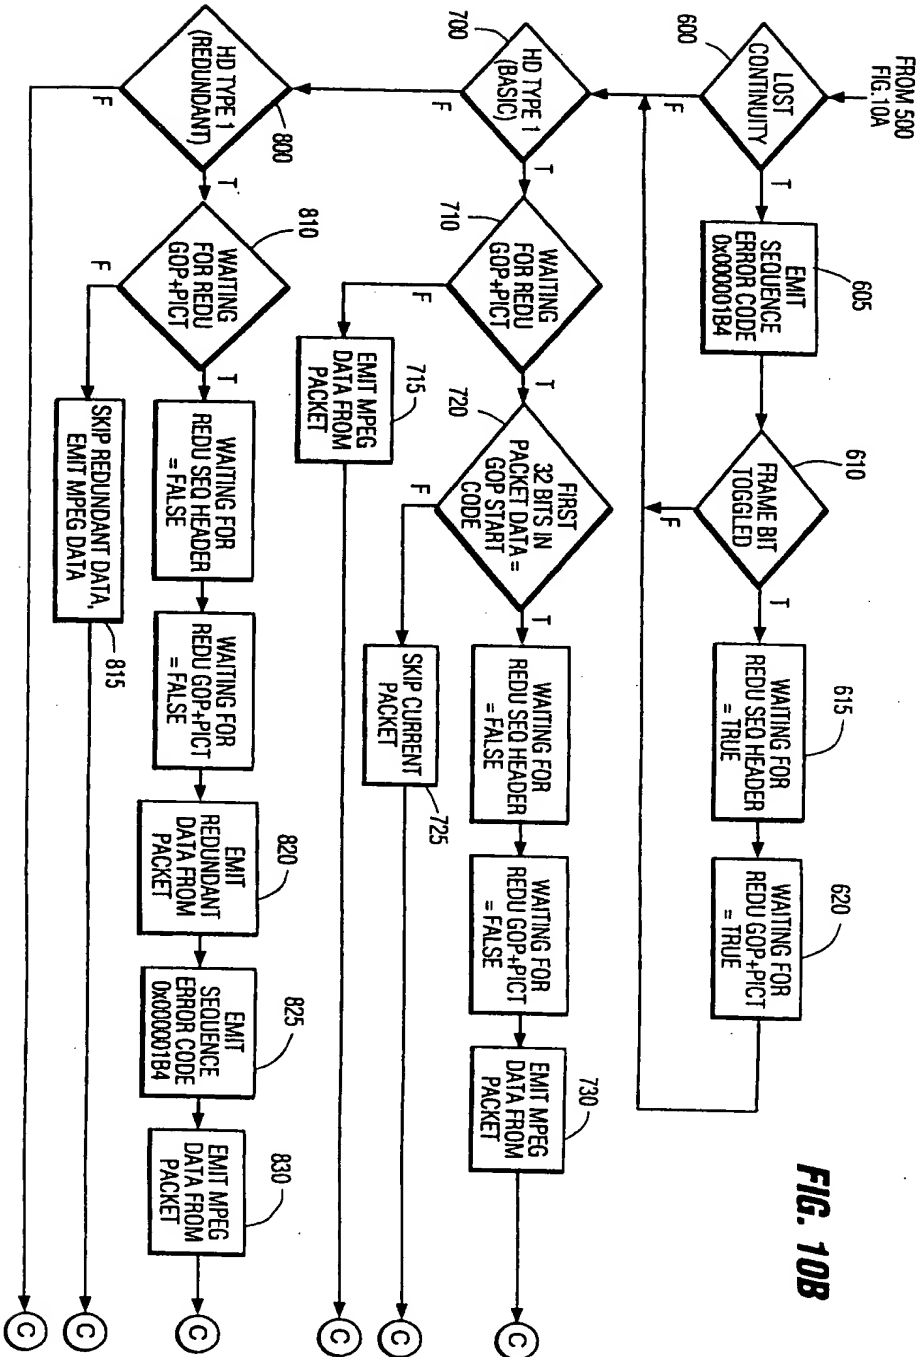 FIG. 10B
FROM 500
FIG.10A
600
LOST
CONTINUITY
F
T
605
EMIT
SEQUENCE
ERROR CODE
0x000001B4
610
FRAME BIT
TOGGLED
F
T
615
WAITING FOR
REDU SEQ HEADER
= TRUE
620
WAITING FOR
REDU GOP+PICT
= TRUE
700
HD TYPE 1
(BASIC)
F
T
710
WAITING
FOR REDU
GOP+PICT
F
T
715
EMIT MPEG
DATA FROM
PACKET
720
FIRST
32 BITS IN
PACKET DATA =
GOP START
CODE
F
T
725
SKIP CURRENT
PACKET
WAITING FOR
REDU SEQ HEADER
= FALSE
WAITING FOR
REDU GOP+PICT
= FALSE
730
EMIT MPEG
DATA FROM
PACKET
C
C
C
800
HD TYPE 1
(REDUNDANT)
F
T
810
WAITING
FOR REDU
GOP+PICT
F
T
815
SKIP REDUNDANT DATA,
EMIT MPEG DATA
WAITING FOR
REDU SEQ HEADER
= FALSE
WAITING FOR
REDU GOP+PICT
= FALSE
820
EMIT
REDUNDANT
DATA FROM
PACKET
825
EMIT
SEQUENCE
ERROR CODE
0x000001B4
830
EMIT MPEG
DATA FROM
PACKET
C
C
C